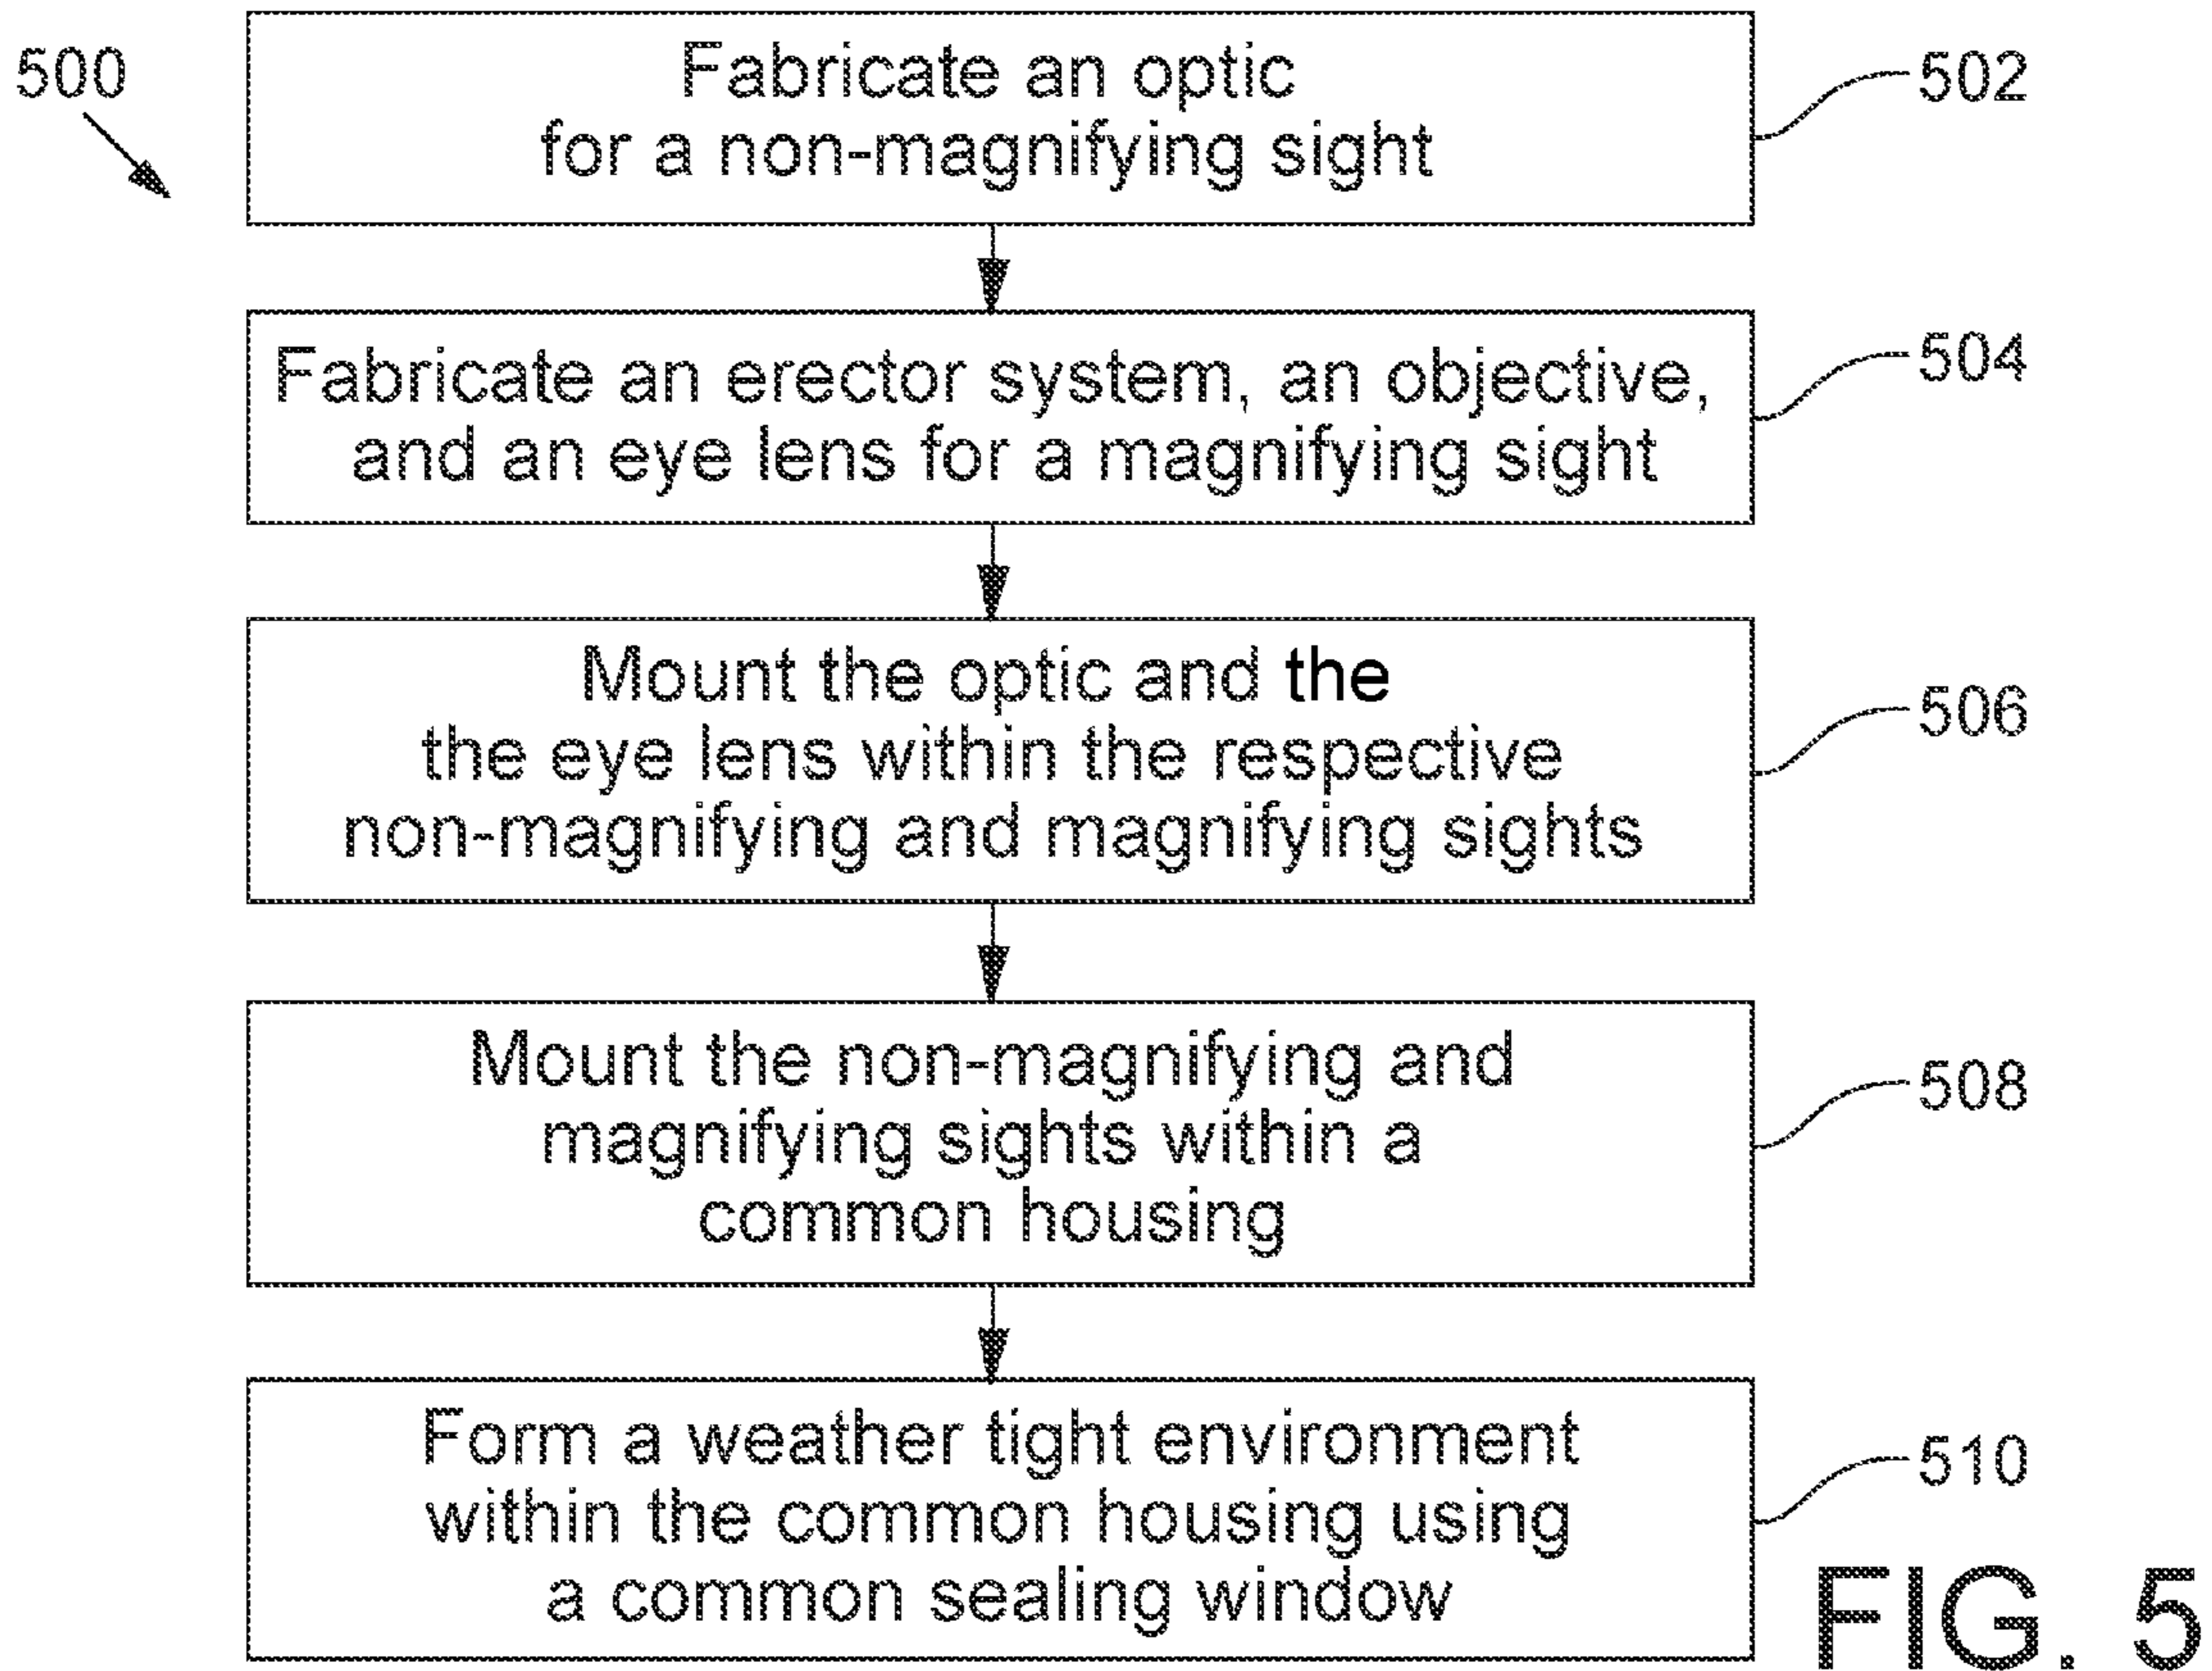 500
Fabricate an optic
for a non-magnifying sight
502
Fabricate an erector system, an objective,
and an eye lens for a magnifying sight
504
Mount the optic and the
the eye lens within the respective
non-magnifying and magnifying sights
506
Mount the non-magnifying and
magnifying sights within a
common housing
508
Form a weather tight environment
within the common housing using
a common sealing window
510
FIG. 5